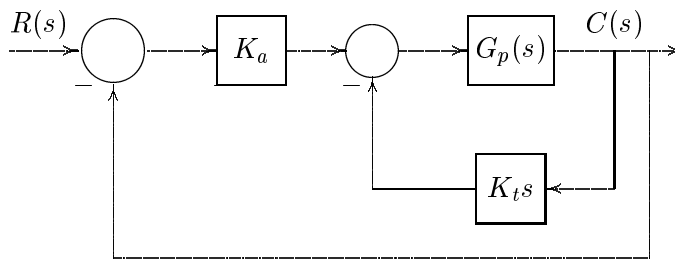 R(s)
C(s)
K_a
G_p(s)
−
−
K_t s